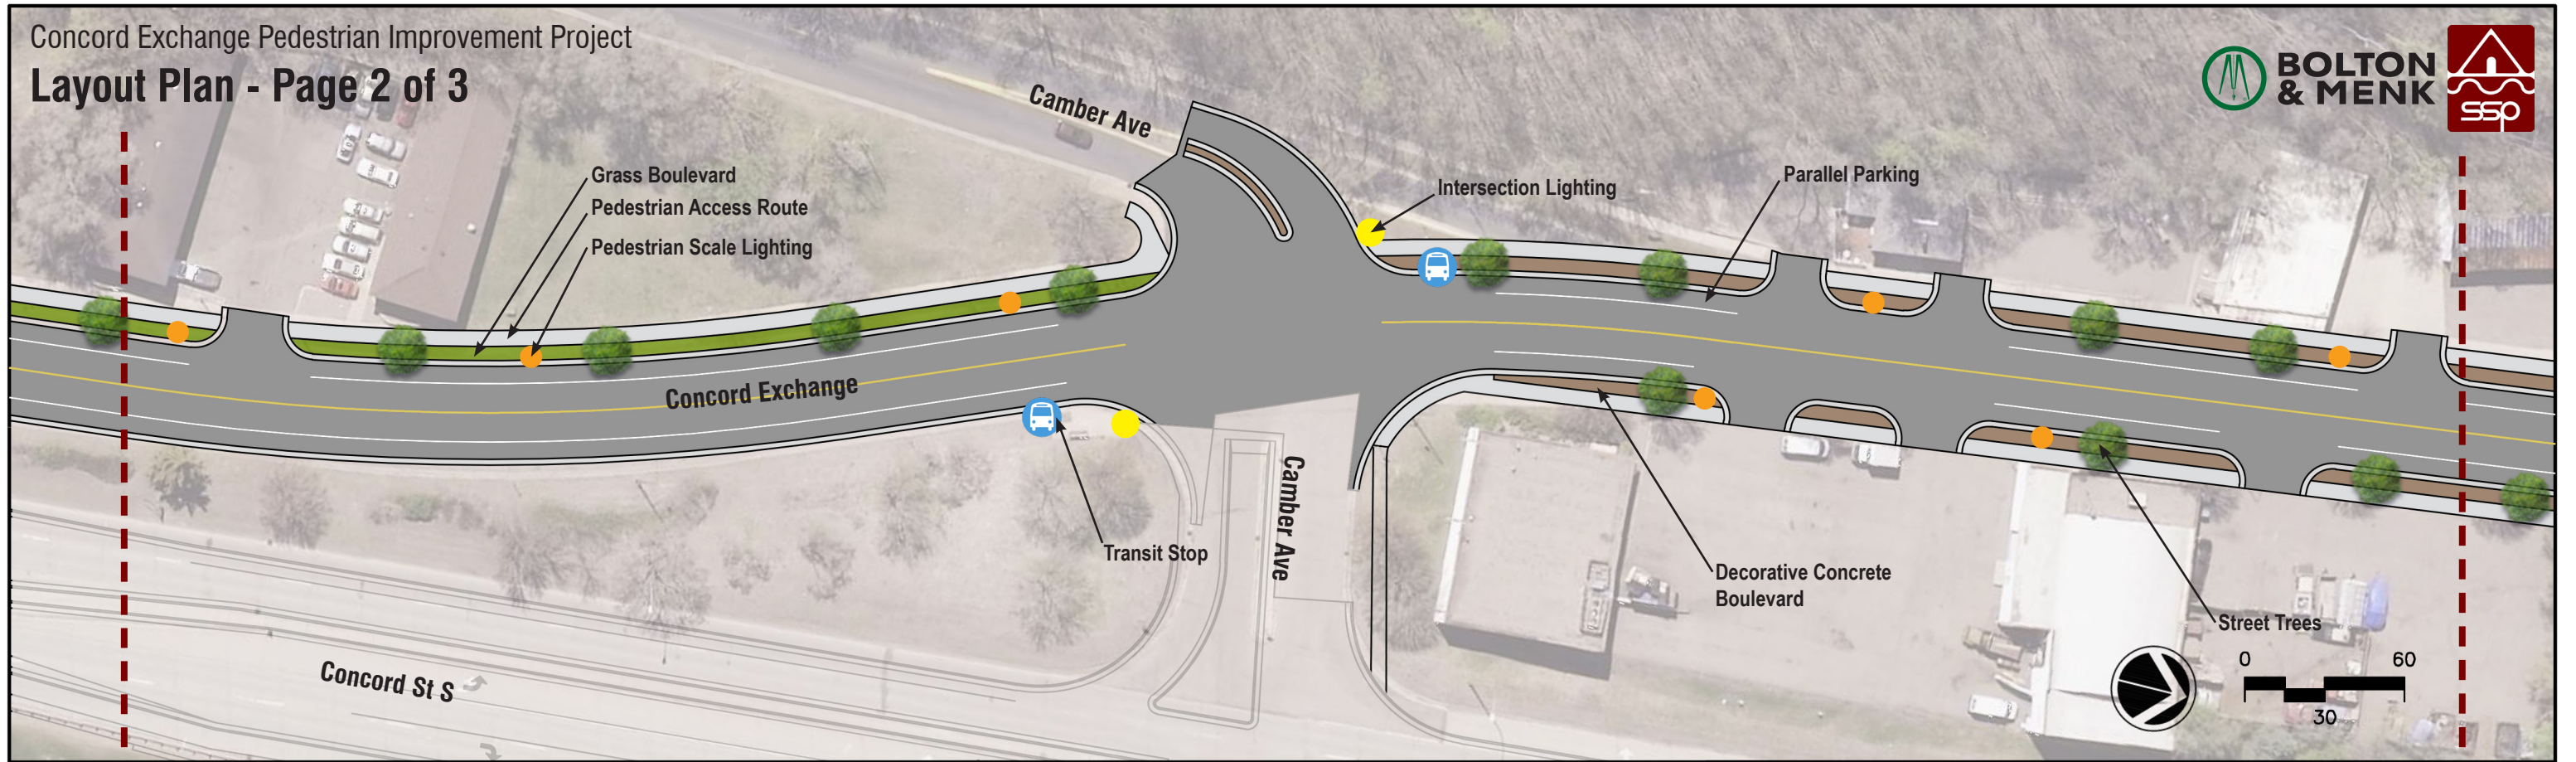 Concord Exchange Pedestrian Improvement Project
Layout Plan - Page 2 of 3
BOLTON
& MENK
SSP
Camber Ave
Grass Boulevard
Pedestrian Access Route
Pedestrian Scale Lighting
Intersection Lighting
Parallel Parking
Concord Exchange
Camber Ave
Transit Stop
Decorative Concrete
Boulevard
Street Trees
Concord St S
0
60
30